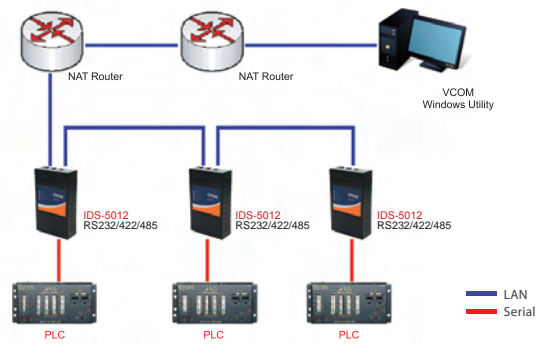 NAT Router
NAT Router
VCOM
Windows Utility
IDS-5012
RS232/422/485
IDS-5012
RS232/422/485
IDS-5012
RS232/422/485
PLC
PLC
PLC
LAN
Serial